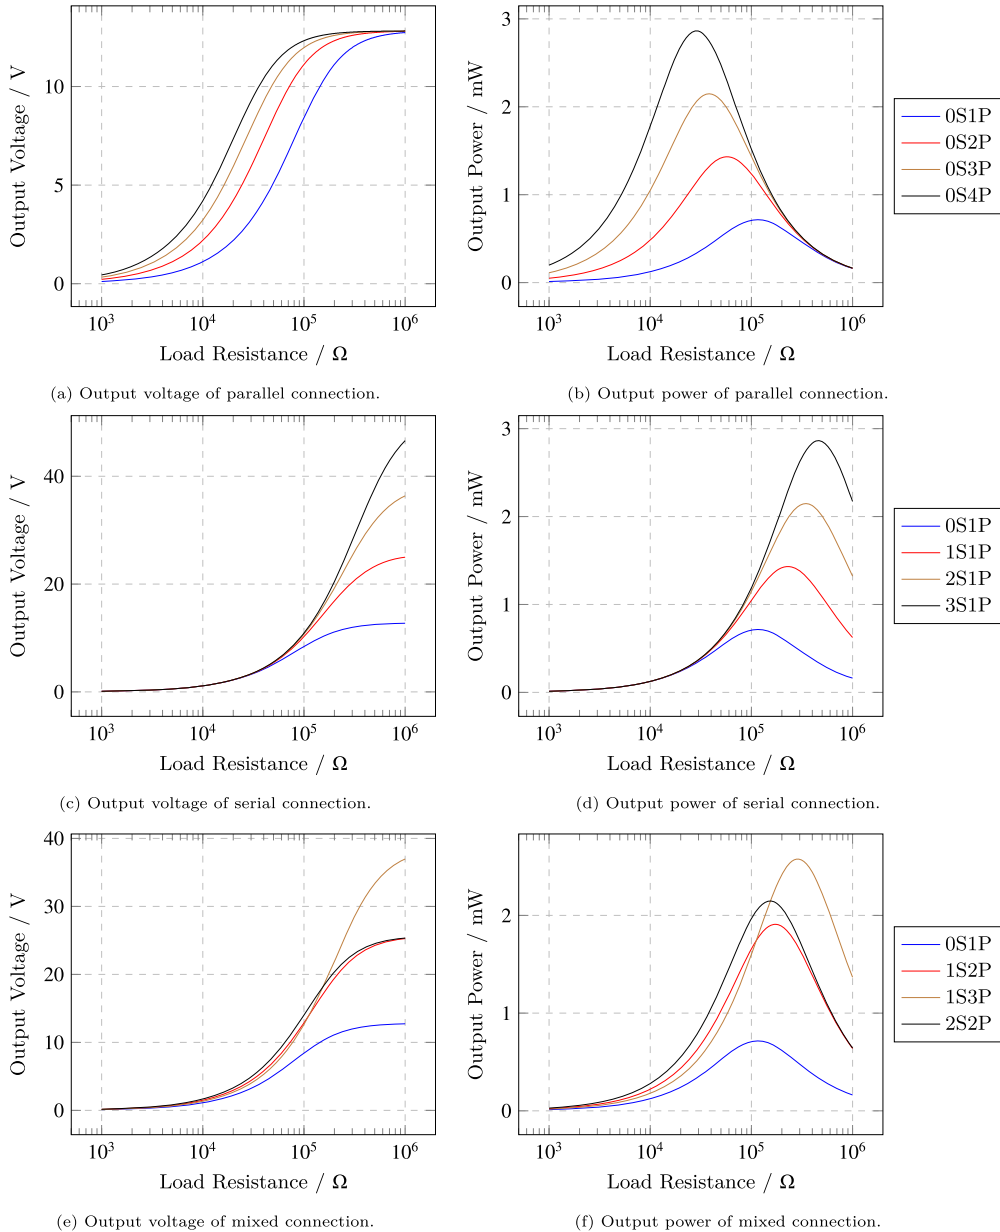 Output Voltage / V
10
5
0
10³ 10⁴ 10⁵ 10⁶
Load Resistance / Ω
(a) Output voltage of parallel connection.
Output Power / mW
3
2
1
0
10³ 10⁴ 10⁵ 10⁶
Load Resistance / Ω
(b) Output power of parallel connection.
0S1P
0S2P
0S3P
0S4P
Output Voltage / V
40
20
0
10³ 10⁴ 10⁵ 10⁶
Load Resistance / Ω
(c) Output voltage of serial connection.
Output Power / mW
3
2
1
0
10³ 10⁴ 10⁵ 10⁶
Load Resistance / Ω
(d) Output power of serial connection.
0S1P
1S1P
2S1P
3S1P
Output Voltage / V
40
30
20
10
0
10³ 10⁴ 10⁵ 10⁶
Load Resistance / Ω
(e) Output voltage of mixed connection.
Output Power / mW
2
1
0
10³ 10⁴ 10⁵ 10⁶
Load Resistance / Ω
(f) Output power of mixed connection.
0S1P
1S2P
1S3P
2S2P